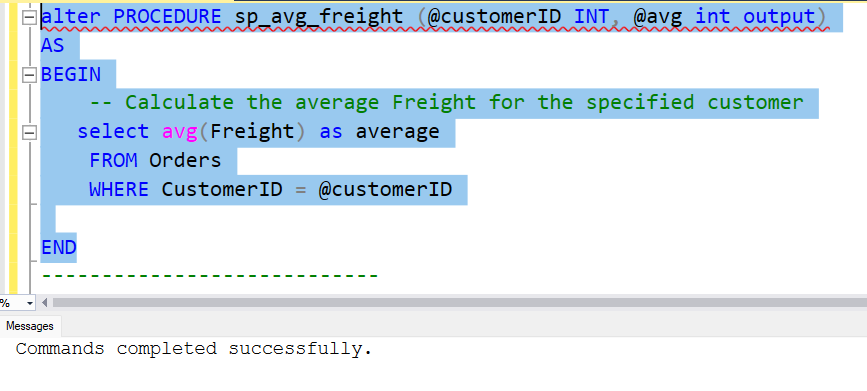 alter PROCEDURE sp_avg_freight (@customerID INT, @avg int output)
AS
BEGIN
-- Calculate the average Freight for the specified customer
select avg(Freight) as average
FROM Orders
WHERE CustomerID = @customerID
END
----------------------------
%
Messages
Commands completed successfully.